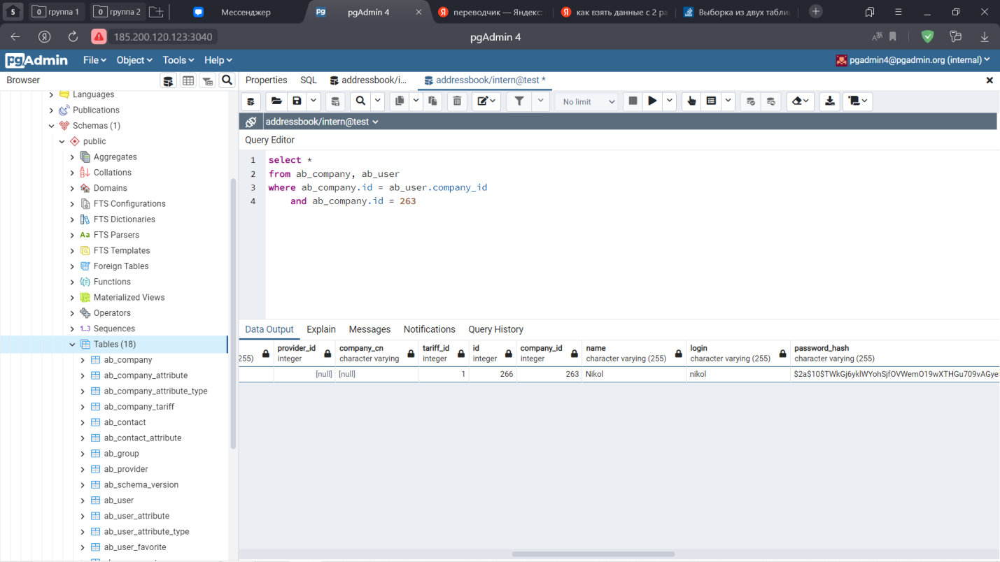 5
0 группа 1
0 группа 2
Мессенджер
Pg pgAdmin 4
Я переводчик — Яндекс:
Я как взять данные с 2 ра
Выборка из двух таблиц
Я 185.200.120.123:3040
pgAdmin 4
pgAdmin
File
Object
Tools
Help
pgadmin4@pgadmin.org (internal)
Browser
Properties
SQL
addressbook/i...
addressbook/intern@test *
Languages
Publications
Schemas (1)
public
Aggregates
Collations
Domains
FTS Configurations
FTS Dictionaries
Aa FTS Parsers
FTS Templates
Foreign Tables
Functions
Materialized Views
Operators
1..3 Sequences
Tables (18)
ab_company
ab_company_attribute
ab_company_attribute_type
ab_company_tariff
ab_contact
ab_contact_attribute
ab_group
ab_provider
ab_schema_version
ab_user
ab_user_attribute
ab_user_attribute_type
ab_user_favorite
No limit
addressbook/intern@test
Query Editor
1 select *
2 from ab_company, ab_user
3 where ab_company.id = ab_user.company_id
4 and ab_company.id = 263
Data Output
Explain
Messages
Notifications
Query History
provider_id company_cn tariff_id id company_id name login password_hash
255) integer character varying integer integer integer character varying (255) character varying (255) character varying (255)
[null] [null] 1 266 263 Nikol nikol $2a$10$TWkGj6yklWYohSjfOVWemO19wXTHGu709vAGye